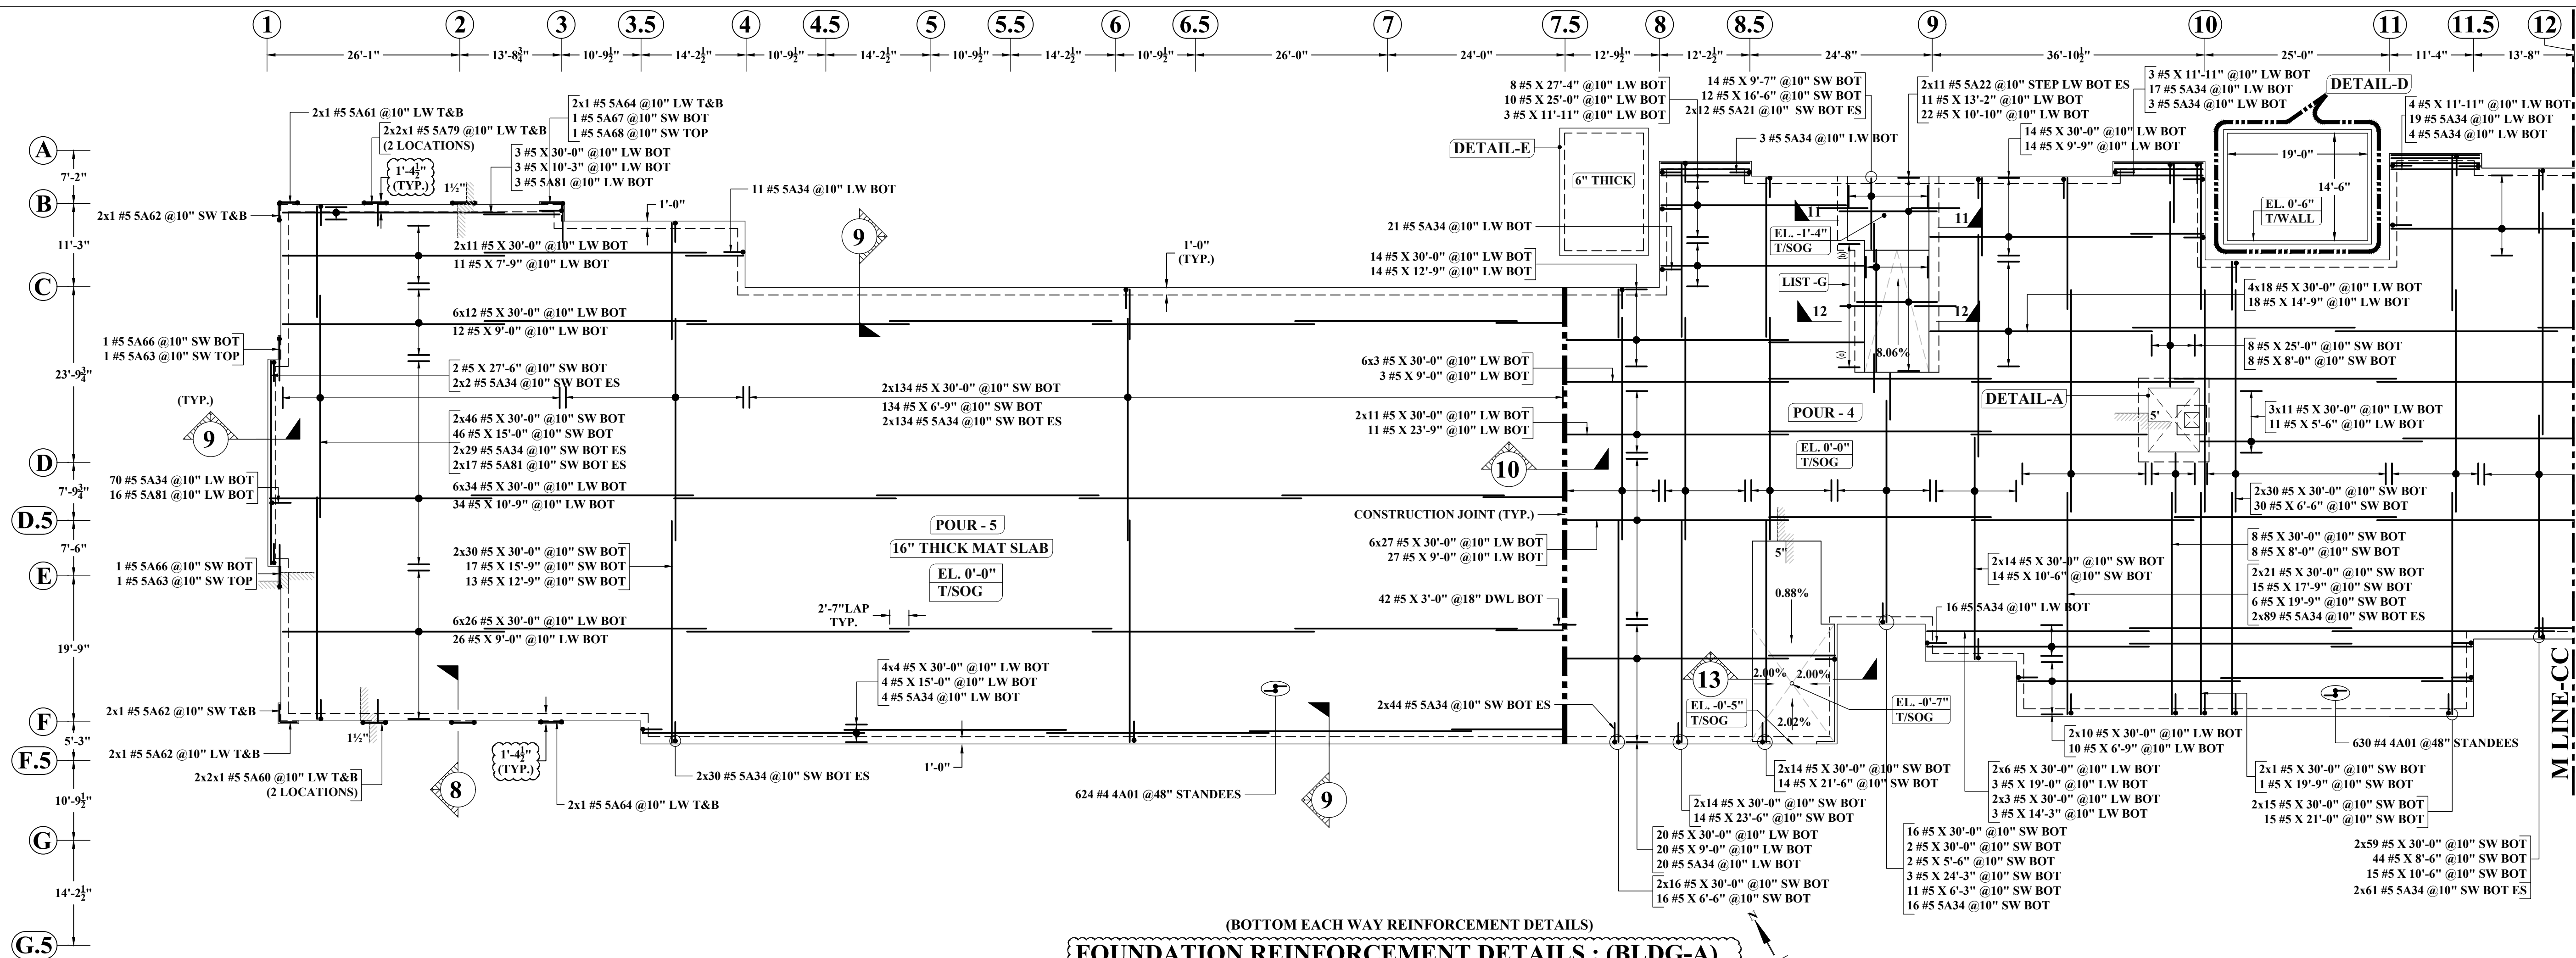 1 2 3 3.5 4 4.5 5 5.5 6 6.5 7 7.5 8 8.5 9 10 11 11.5 12
26'-1" 13'-8¾" 10'-9½" 14'-2½" 10'-9½" 14'-2½" 10'-9½" 14'-2½" 10'-9½" 26'-0" 24'-0" 12'-9½" 12'-2½" 24'-8" 36'-10½" 25'-0" 11'-4" 13'-8"
A
7'-2"
B
11'-3"
C
23'-9¾"
D
7'-9¾"
D.5
7'-6"
E
19'-9"
F
5'-3"
F.5
10'-9½"
G
14'-2½"
G.5
2x1 #5 5A61 @10" LW T&B
2x2x1 #5 5A79 @10" LW T&B
(2 LOCATIONS)
1'-4½"
(TYP.)
1½"
2x1 #5 5A64 @10" LW T&B
1 #5 5A67 @10" SW BOT
1 #5 5A68 @10" SW TOP
3 #5 X 30'-0" @10" LW BOT
3 #5 X 10'-3" @10" LW BOT
3 #5 5A81 @10" LW BOT
11 #5 5A34 @10" LW BOT
2x1 #5 5A62 @10" SW T&B
1'-0"
9
2x11 #5 X 30'-0" @10" LW BOT
11 #5 X 7'-9" @10" LW BOT
1'-0"
(TYP.)
6x12 #5 X 30'-0" @10" LW BOT
12 #5 X 9'-0" @10" LW BOT
1 #5 5A66 @10" SW BOT
1 #5 5A63 @10" SW TOP
2 #5 X 27'-6" @10" SW BOT
2x2 #5 5A34 @10" SW BOT ES
2x134 #5 X 30'-0" @10" SW BOT
134 #5 X 6'-9" @10" SW BOT
2x134 #5 5A34 @10" SW BOT ES
(TYP.)
9
2x46 #5 X 30'-0" @10" SW BOT
46 #5 X 15'-0" @10" SW BOT
2x29 #5 5A34 @10" SW BOT ES
2x17 #5 5A81 @10" SW BOT ES
70 #5 5A34 @10" LW BOT
16 #5 5A81 @10" LW BOT
6x34 #5 X 30'-0" @10" LW BOT
34 #5 X 10'-9" @10" LW BOT
POUR - 5
16" THICK MAT SLAB
EL. 0'-0"
T/SOG
2x30 #5 X 30'-0" @10" SW BOT
17 #5 X 15'-9" @10" SW BOT
13 #5 X 12'-9" @10" SW BOT
1 #5 5A66 @10" SW BOT
1 #5 5A63 @10" SW TOP
2'-7"LAP
TYP.
6x26 #5 X 30'-0" @10" LW BOT
26 #5 X 9'-0" @10" LW BOT
4x4 #5 X 30'-0" @10" LW BOT
4 #5 X 15'-0" @10" LW BOT
4 #5 5A34 @10" LW BOT
2x1 #5 5A62 @10" SW T&B
1½"
2x1 #5 5A62 @10" LW T&B
2x2x1 #5 5A60 @10" LW T&B
(2 LOCATIONS)
8
1'-4½"
(TYP.)
2x1 #5 5A64 @10" LW T&B
2x30 #5 5A34 @10" SW BOT ES
1'-0"
624 #4 4A01 @48" STANDEES
9
8 #5 X 27'-4" @10" LW BOT
10 #5 X 25'-0" @10" LW BOT
3 #5 X 11'-11" @10" LW BOT
14 #5 X 9'-7" @10" SW BOT
12 #5 X 16'-6" @10" SW BOT
2x12 #5 5A21 @10" SW BOT ES
3 #5 5A34 @10" LW BOT
DETAIL-E
6" THICK
21 #5 5A34 @10" LW BOT
14 #5 X 30'-0" @10" LW BOT
14 #5 X 12'-9" @10" LW BOT
2x11 #5 5A22 @10" STEP LW BOT ES
11 #5 X 13'-2" @10" LW BOT
22 #5 X 10'-10" @10" LW BOT
14 #5 X 30'-0" @10" LW BOT
14 #5 X 9'-9" @10" LW BOT
3 #5 X 11'-11" @10" LW BOT
17 #5 5A34 @10" LW BOT
3 #5 5A34 @10" LW BOT
DETAIL-D
4 #5 X 11'-11" @10" LW BOT
19 #5 5A34 @10" LW BOT
4 #5 5A34 @10" LW BOT
19'-0"
14'-6"
EL. 0'-6"
T/WALL
11
11
EL. -1'-4"
T/SOG
LIST -G
12
12
8.06%
6x3 #5 X 30'-0" @10" LW BOT
3 #5 X 9'-0" @10" LW BOT
2x11 #5 X 30'-0" @10" LW BOT
11 #5 X 23'-9" @10" LW BOT
POUR - 4
EL. 0'-0"
T/SOG
10
CONSTRUCTION JOINT (TYP.)
6x27 #5 X 30'-0" @10" LW BOT
27 #5 X 9'-0" @10" LW BOT
42 #5 X 3'-0" @18" DWL BOT
2x44 #5 5A34 @10" SW BOT ES
4x18 #5 X 30'-0" @10" LW BOT
18 #5 X 14'-9" @10" LW BOT
8 #5 X 25'-0" @10" SW BOT
8 #5 X 8'-0" @10" SW BOT
DETAIL-A
5'
3x11 #5 X 30'-0" @10" LW BOT
11 #5 X 5'-6" @10" LW BOT
2x30 #5 X 30'-0" @10" SW BOT
30 #5 X 6'-6" @10" SW BOT
8 #5 X 30'-0" @10" SW BOT
8 #5 X 8'-0" @10" SW BOT
2x14 #5 X 30'-0" @10" SW BOT
14 #5 X 10'-6" @10" SW BOT
2x21 #5 X 30'-0" @10" SW BOT
15 #5 X 17'-9" @10" SW BOT
6 #5 X 19'-9" @10" SW BOT
2x89 #5 5A34 @10" SW BOT ES
16 #5 5A34 @10" LW BOT
5"
0.88%
13
2.00%
2.00%
2.02%
EL. -0'-5"
T/SOG
EL. -0'-7"
T/SOG
2x14 #5 X 30'-0" @10" SW BOT
14 #5 X 21'-6" @10" SW BOT
2x14 #5 X 30'-0" @10" SW BOT
14 #5 X 23'-6" @10" SW BOT
20 #5 X 30'-0" @10" LW BOT
20 #5 X 9'-0" @10" LW BOT
20 #5 5A34 @10" LW BOT
2x16 #5 X 30'-0" @10" SW BOT
16 #5 X 6'-6" @10" SW BOT
2x10 #5 X 30'-0" @10" LW BOT
10 #5 X 6'-9" @10" LW BOT
2x6 #5 X 30'-0" @10" LW BOT
3 #5 X 19'-0" @10" LW BOT
2x3 #5 X 30'-0" @10" LW BOT
3 #5 X 14'-3" @10" LW BOT
16 #5 X 30'-0" @10" SW BOT
2 #5 X 30'-0" @10" SW BOT
2 #5 X 5'-6" @10" SW BOT
3 #5 X 24'-3" @10" SW BOT
11 #5 X 6'-3" @10" SW BOT
16 #5 5A34 @10" SW BOT
630 #4 4A01 @48" STANDEES
2x1 #5 X 30'-0" @10" SW BOT
1 #5 X 19'-9" @10" SW BOT
2x15 #5 X 30'-0" @10" SW BOT
15 #5 X 21'-0" @10" SW BOT
2x59 #5 X 30'-0" @10" SW BOT
44 #5 X 8'-6" @10" SW BOT
15 #5 X 10'-6" @10" SW BOT
2x61 #5 5A34 @10" SW BOT ES
M LINE-CC
(BOTTOM EACH WAY REINFORCEMENT DETAILS)
FOUNDATION REINFORCEMENT DETAILS : (BLDG-A)
N